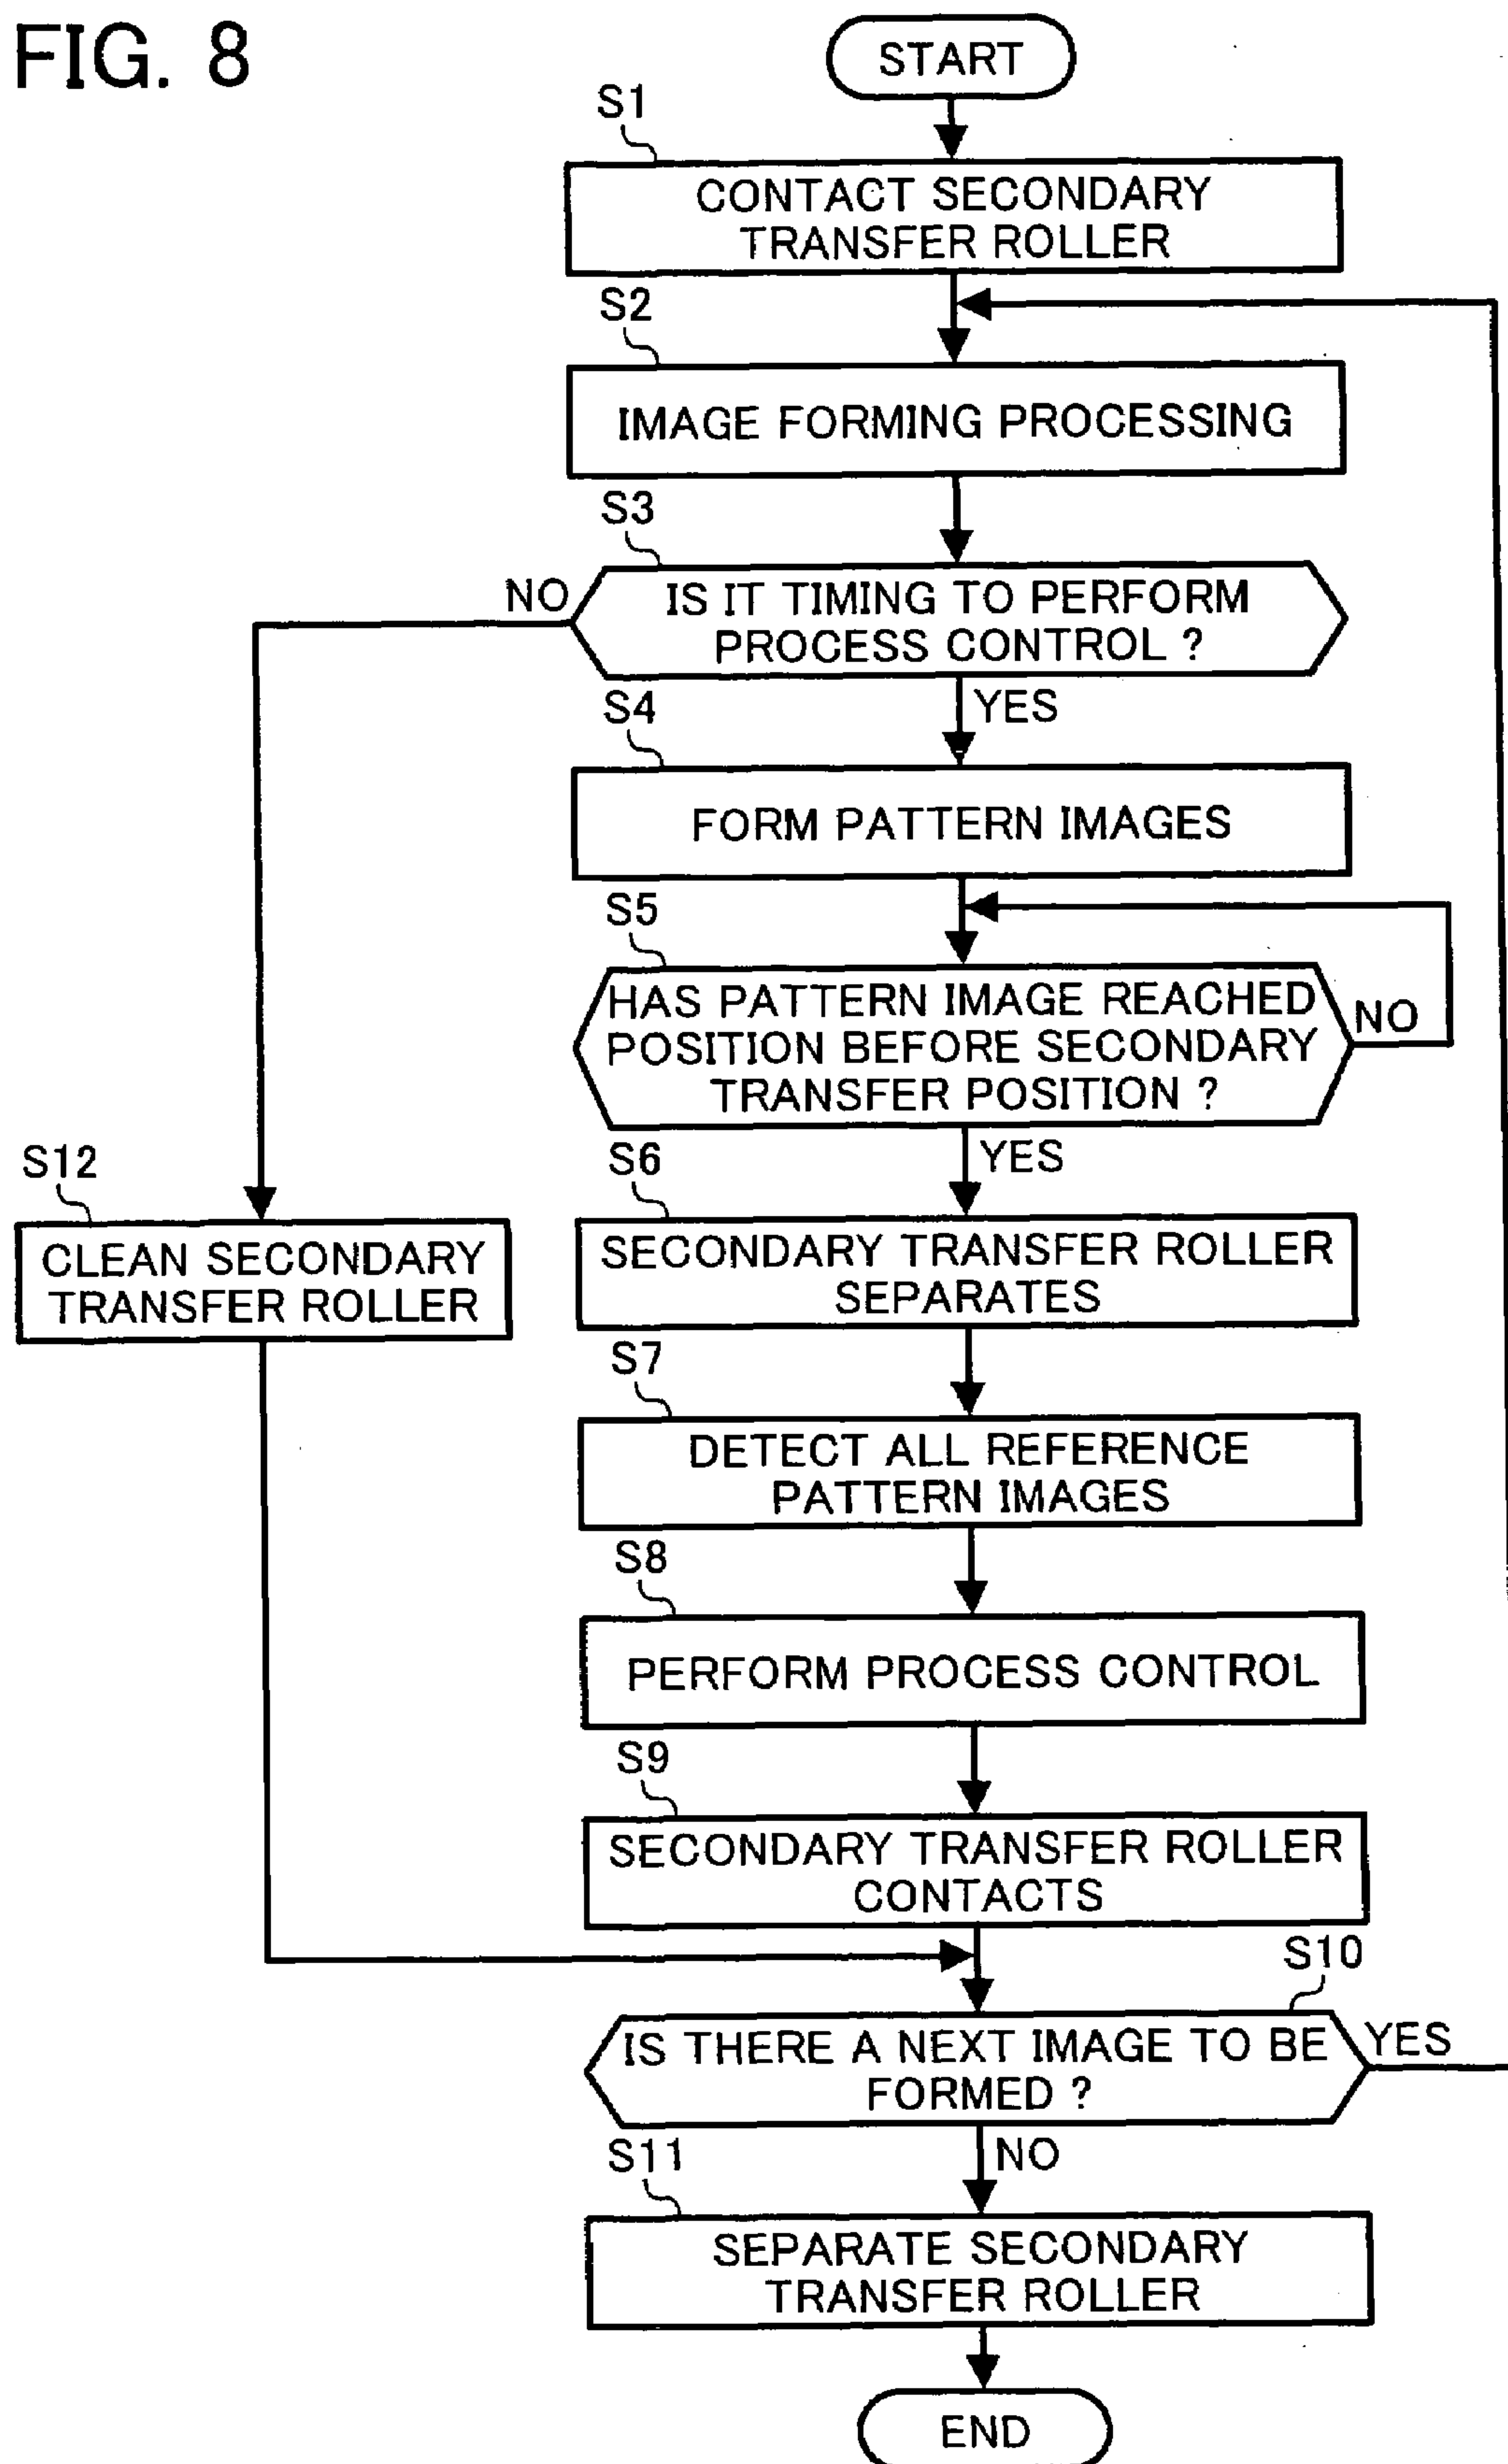 FIG. 8
START
S1
CONTACT SECONDARY
TRANSFER ROLLER
S2
IMAGE FORMING PROCESSING
S3
NO
IS IT TIMING TO PERFORM
PROCESS CONTROL ?
YES
S4
FORM PATTERN IMAGES
S5
HAS PATTERN IMAGE REACHED
POSITION BEFORE SECONDARY
TRANSFER POSITION ?
NO
YES
S12
CLEAN SECONDARY
TRANSFER ROLLER
S6
SECONDARY TRANSFER ROLLER
SEPARATES
S7
DETECT ALL REFERENCE
PATTERN IMAGES
S8
PERFORM PROCESS CONTROL
S9
SECONDARY TRANSFER ROLLER
CONTACTS
S10
IS THERE A NEXT IMAGE TO BE
FORMED ?
YES
NO
S11
SEPARATE SECONDARY
TRANSFER ROLLER
END